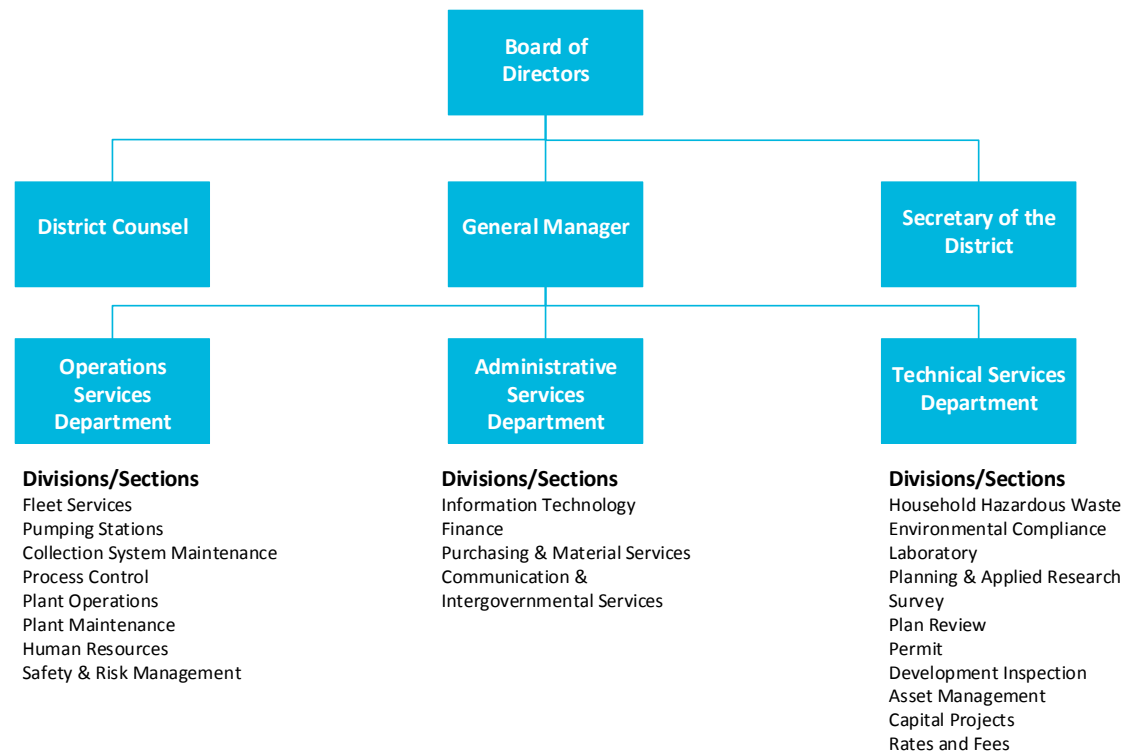 Board of
Directors
District Counsel
General Manager
Secretary of the
District
Operations
Services
Department
Administrative
Services
Department
Technical Services
Department
Divisions/Sections
Fleet Services
Pumping Stations
Collection System Maintenance
Process Control
Plant Operations
Plant Maintenance
Human Resources
Safety & Risk Management
Divisions/Sections
Information Technology
Finance
Purchasing & Material Services
Communication &
Intergovernmental Services
Divisions/Sections
Household Hazardous Waste
Environmental Compliance
Laboratory
Planning & Applied Research
Survey
Plan Review
Permit
Development Inspection
Asset Management
Capital Projects
Rates and Fees